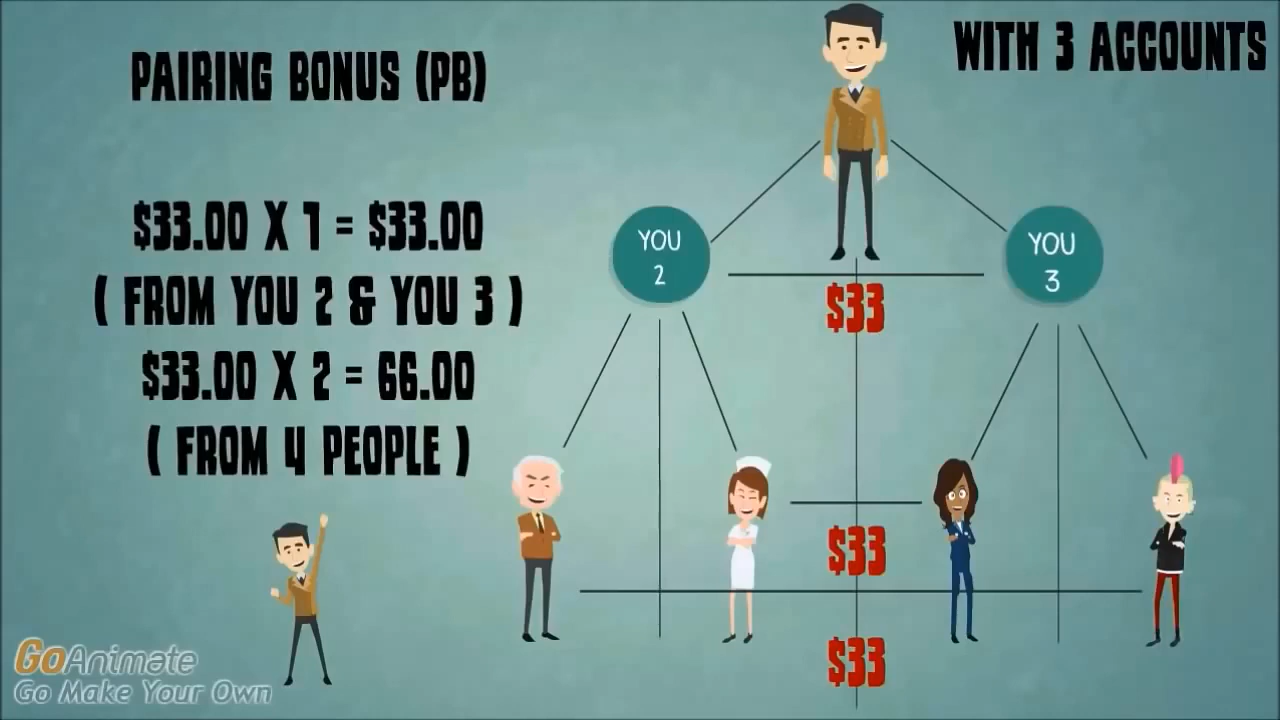 PAIRING BONUS (PB)
WITH 3 ACCOUNTS
$33.00 X 1 = $33.00
( FROM YOU 2 & YOU 3 )
$33.00 X 2 = 66.00
( FROM 4 PEOPLE )
YOU
2
YOU
3
$33
$33
$33
GoAnimate
Go Make Your Own